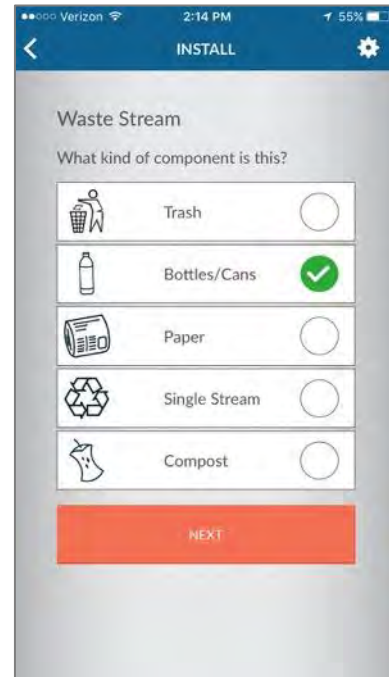 Verizon 2:14 PM 55%
INSTALL
Waste Stream
What kind of component is this?
Trash
Bottles/Cans
Paper
Single Stream
Compost
NEXT